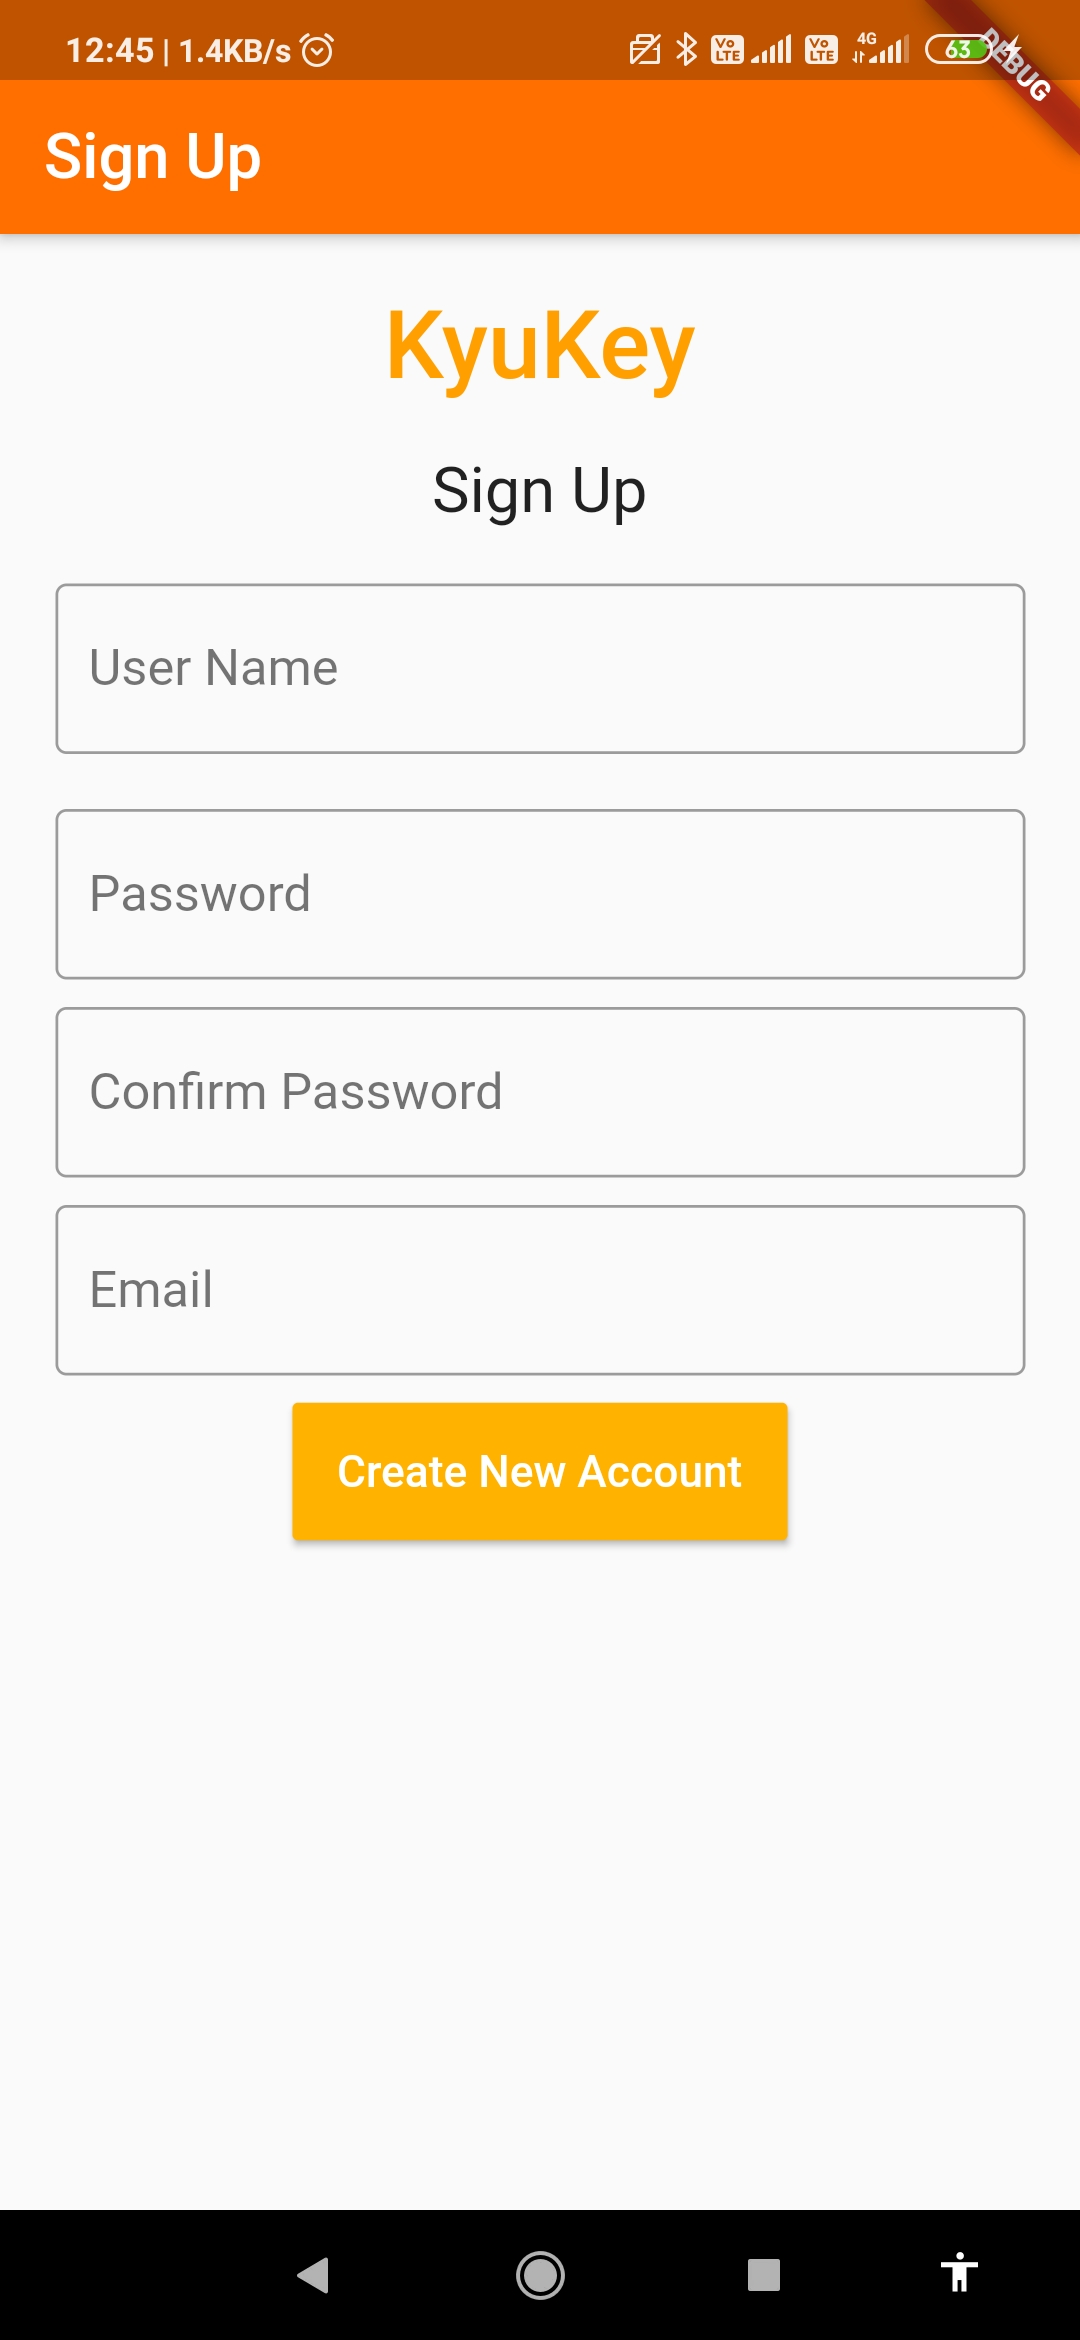 12:45 | 1.4KB/s
Vo LTE
Vo LTE
4G
63
DEBUG
Sign Up
KyuKey
Sign Up
User Name
Password
Confirm Password
Email
Create New Account